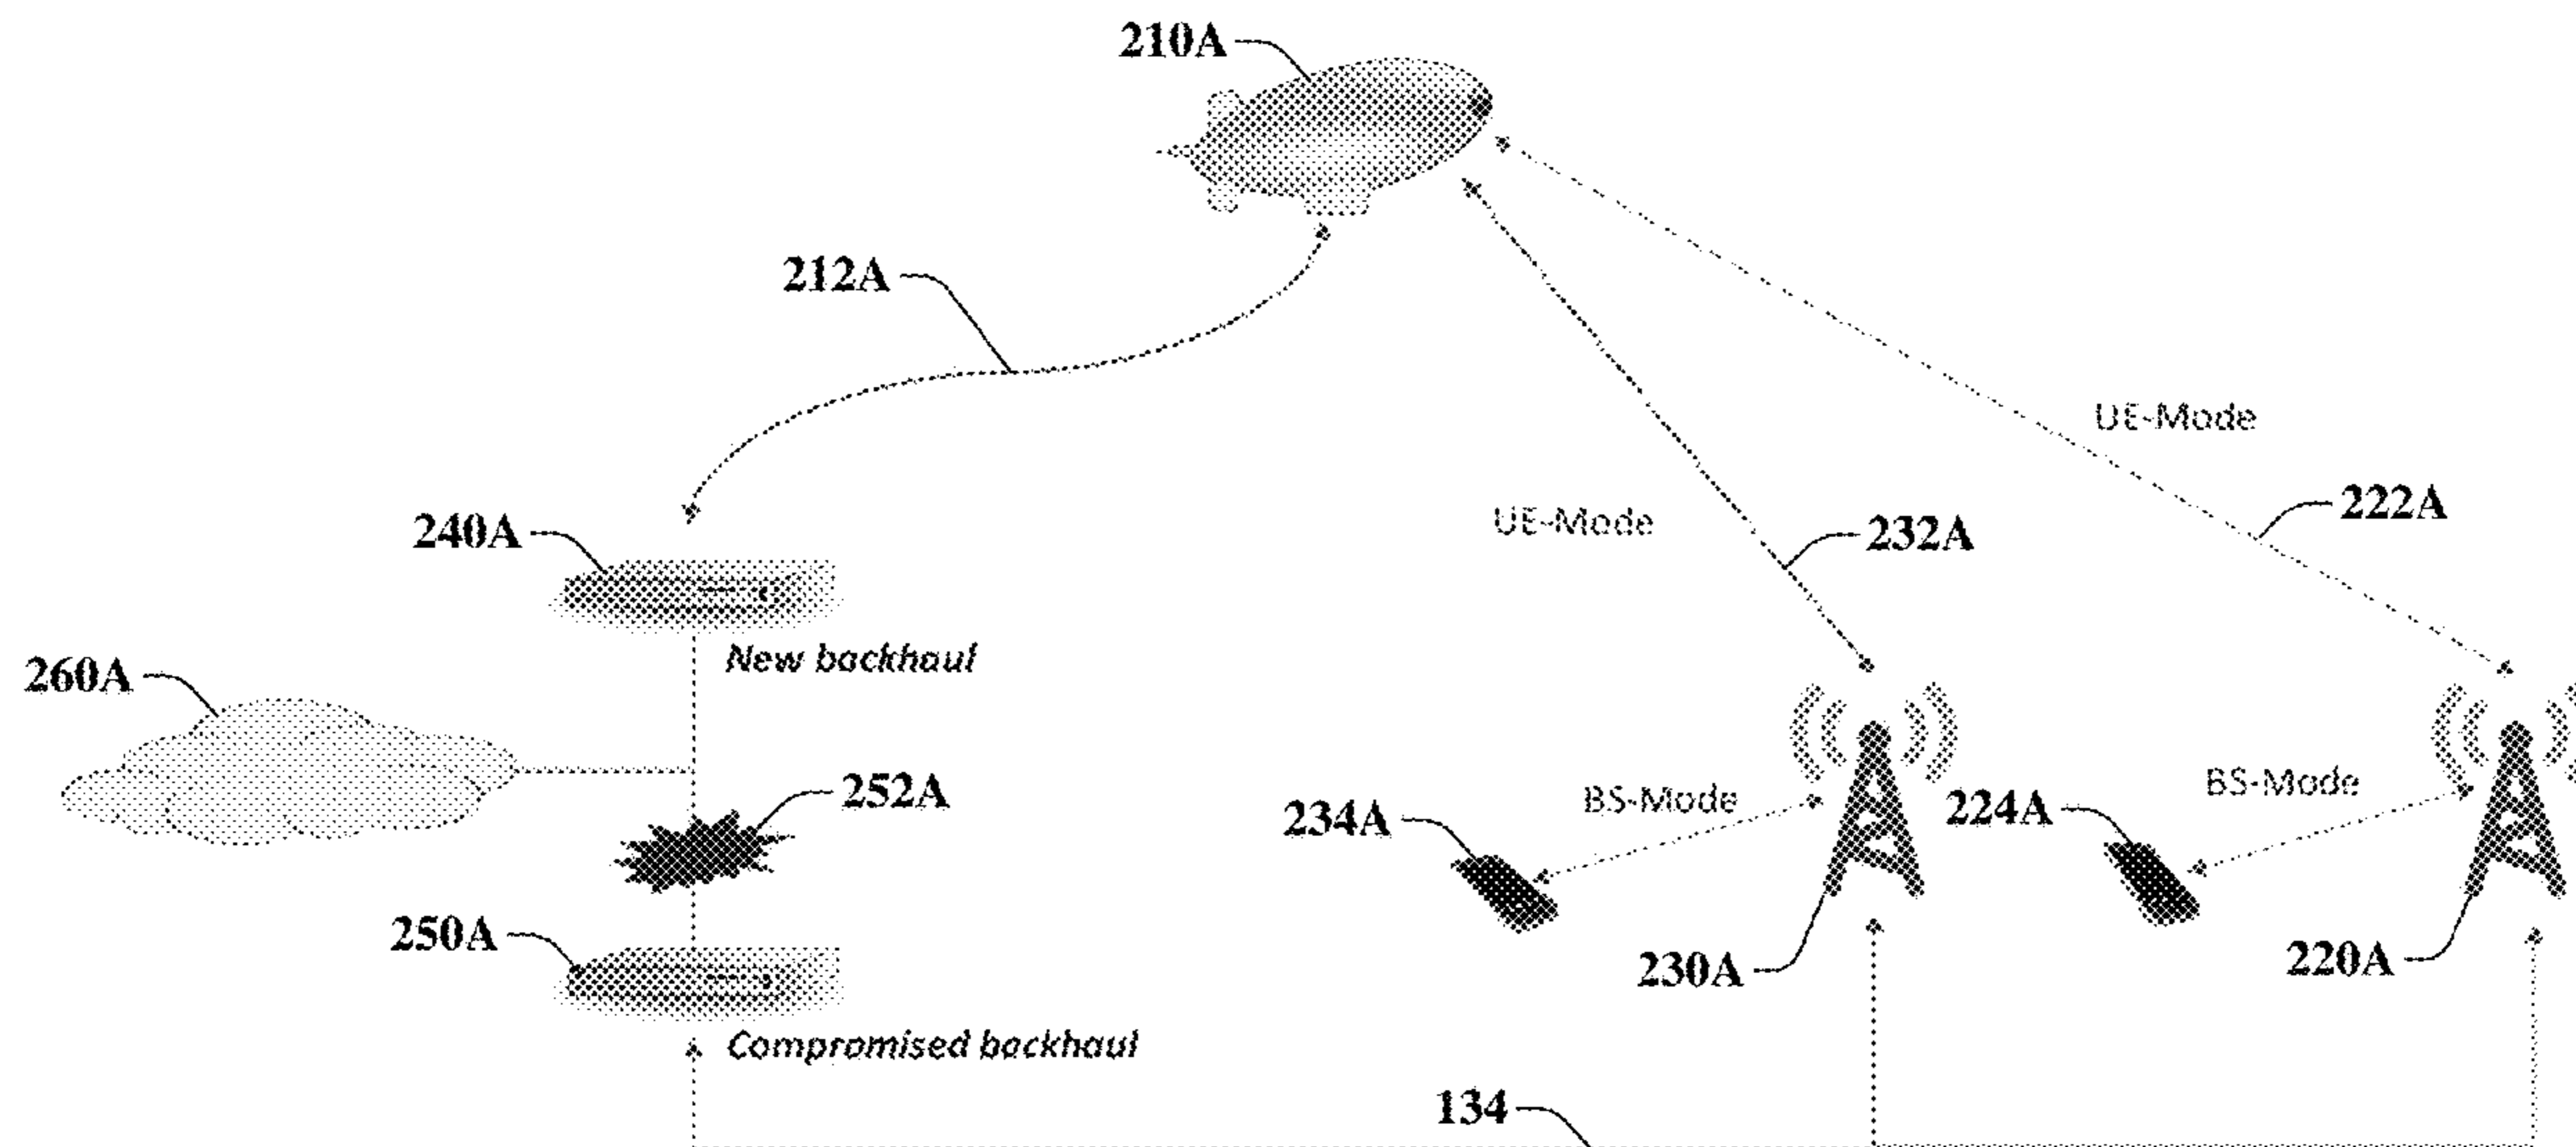 210A
212A
UE-Mode
222A
240A
UE-Mode
232A
New backhaul
260A
252A
234A
BS-Mode
224A
BS-Mode
250A
230A
220A
Compromised backhaul
134